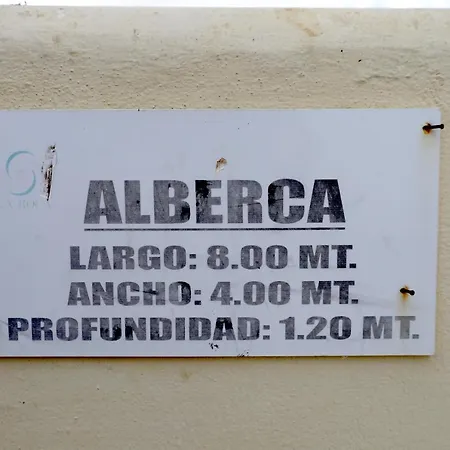 ALBERCA
LARGO: 8.00 MT.
ANCHO: 4.00 MT.
PROFUNDIDAD: 1.20 MT.